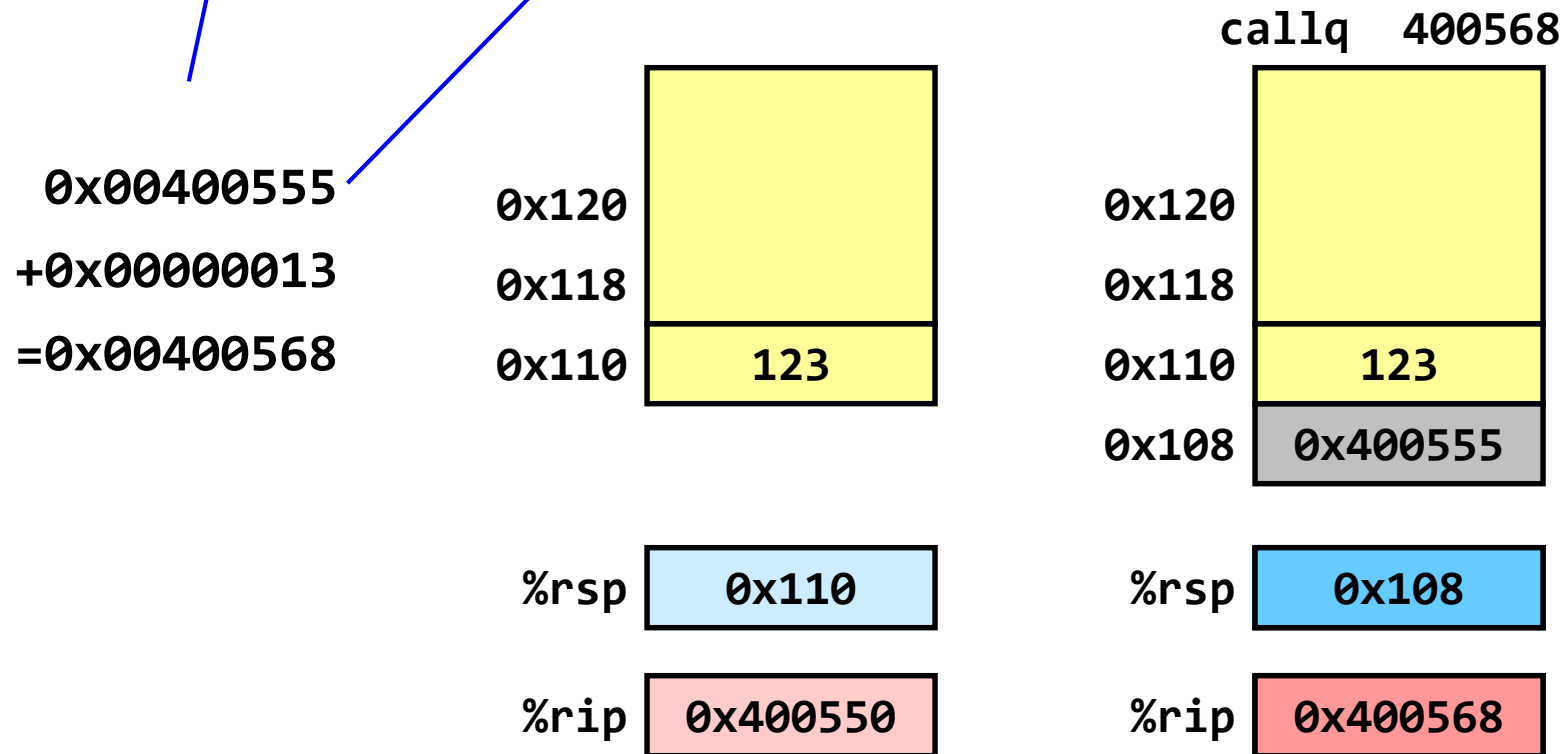 callq 400568
0x00400555
+0x00000013
=0x00400568
0x120
0x118
0x110 123
%rsp 0x110
%rip 0x400550
0x120
0x118
0x110 123
0x108 0x400555
%rsp 0x108
%rip 0x400568